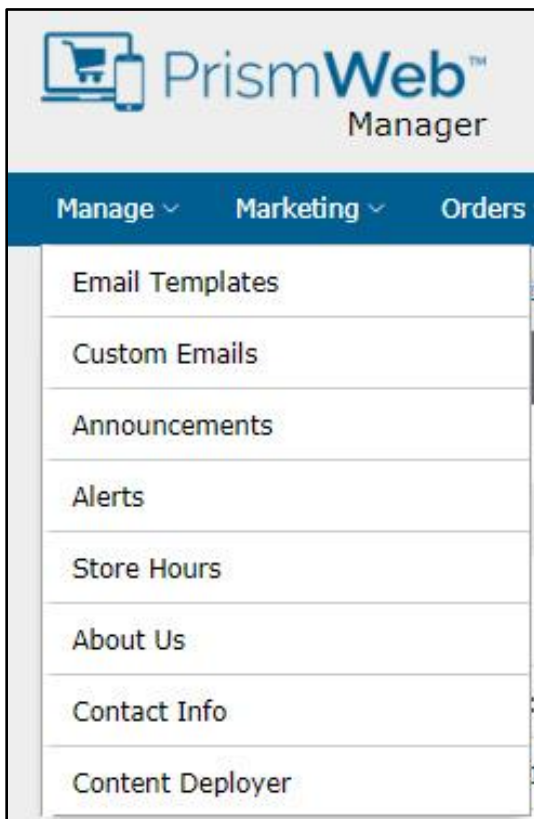 PrismWeb™
Manager
Manage Marketing Orders
Email Templates
Custom Emails
Announcements
Alerts
Store Hours
About Us
Contact Info
Content Deployer